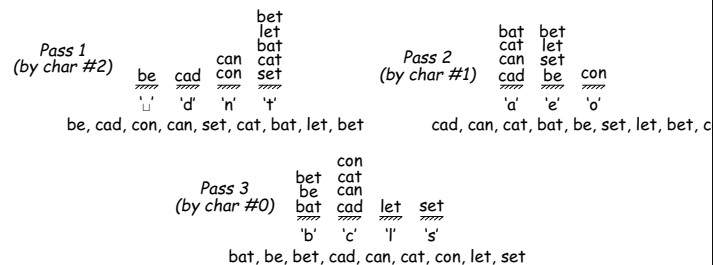 Pass 1
(by char #2)
be
'␣'
cad
'd'
can
con
'n'
bet
let
bat
cat
set
't'
be, cad, con, can, set, cat, bat, let, bet
Pass 2
(by char #1)
bat
cat
can
cad
'a'
bet
let
set
be
'e'
con
'o'
cad, can, cat, bat, be, set, let, bet, c
Pass 3
(by char #0)
bet
be
bat
'b'
con
cat
can
cad
'c'
let
'l'
set
's'
bat, be, bet, cad, can, cat, con, let, set